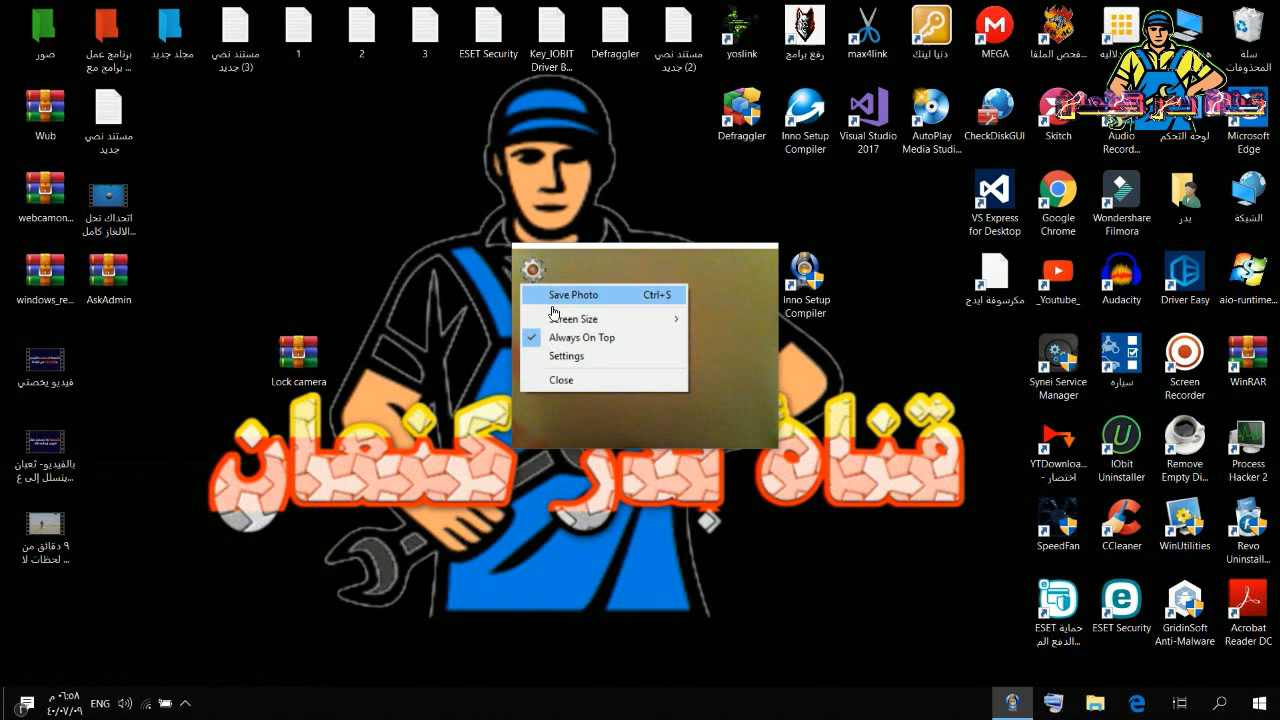 صور
برنامج عمل
برامج مع ...
مجلد جديد
مستند نصي
جديد (3)
1
2
3
ESET Security
Key_IOBIT
Driver B...
Defraggler
مستند نصي
جديد (2)
yoslink
رفع برامج
max4link
دنيا لينك
MEGA
فحص الملفا...
سلة
المحذوفات
Wub
مستند نصي
جديد
Defraggler
Inno Setup
Compiler
Visual Studio
2017
AutoPlay
Media Studi...
CheckDiskGUI
Skitch
Audio
Record...
لوحة التحكم
Microsoft
Edge
webcamon...
اتحداك تحل
الالغاز كامل...
VS Express
for Desktop
Google
Chrome
Wondershare
Filmora
بدر
الشبكة
windows_re...
AskAdmin
Save Photo Ctrl+S
Screen Size
Always On Top
Settings
Close
Inno Setup
Compiler
_Youtube_
Audacity
Driver Easy
aio-runtime...
فيديو يخصني
Lock camera
Synei Service
Manager
سيارة
Screen
Recorder
WinRAR
قناة بدر كنعان
بالفيديو- ثعبان
يتسلل إلى غ...
YTDownloa...
اختصار -
IObit
Uninstaller
Remove
Empty Di...
Process
Hacker 2
٩ دقائق من
لحظات لا ...
SpeedFan
CCleaner
WinUtilities
Revo
Uninstall...
حماية ESET
الدفع الم...
ESET Security
GridinSoft
Anti-Malware
Acrobat
Reader DC
٠٦:٥٨ م
٤٠/٠٧/٠٩
ENG